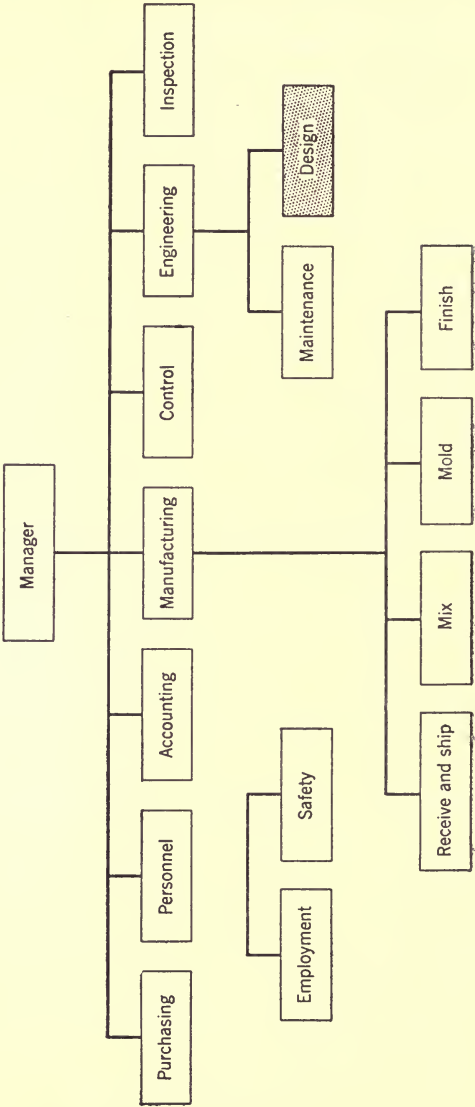 Manager
Purchasing
Personnel
Accounting
Manufacturing
Control
Engineering
Inspection
Employment
Safety
Maintenance
Design
Receive and ship
Mix
Mold
Finish